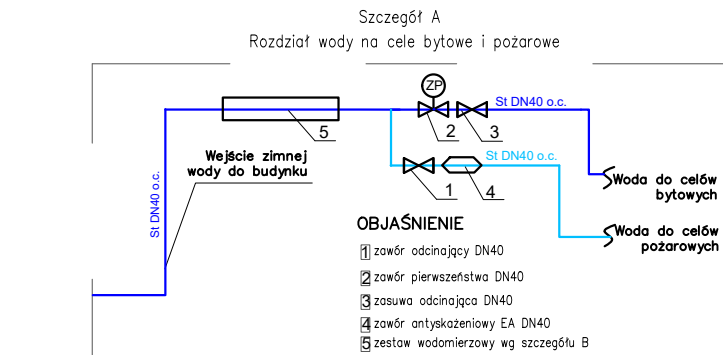 Szczegół A
Rozdział wody na cele bytowe i pożarowe
ZP
St DN40 o.c.
5
2
3
Wejście zimnej
wody do budynku
St DN40 o.c.
St DN40 o.c.
1
4
Woda do celów
bytowych
OBJAŚNIENIE
Woda do celów
pożarowych
1 zawór odcinający DN40
2 zawór pierwszeństwa DN40
3 zasuwa odcinająca DN40
4 zawór antyskażeniowy EA DN40
5 zestaw wodomierzowy wg szczegółu B